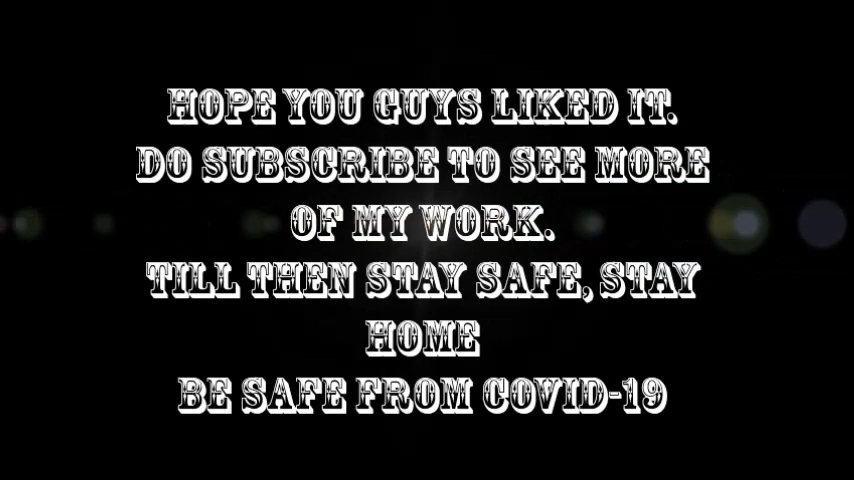 HOPE YOU GUYS LIKED IT.
DO SUBSCRIBE TO SEE MORE
OF MY WORK.
TILL THEN STAY SAFE, STAY
HOME
BE SAFE FROM COVID-19